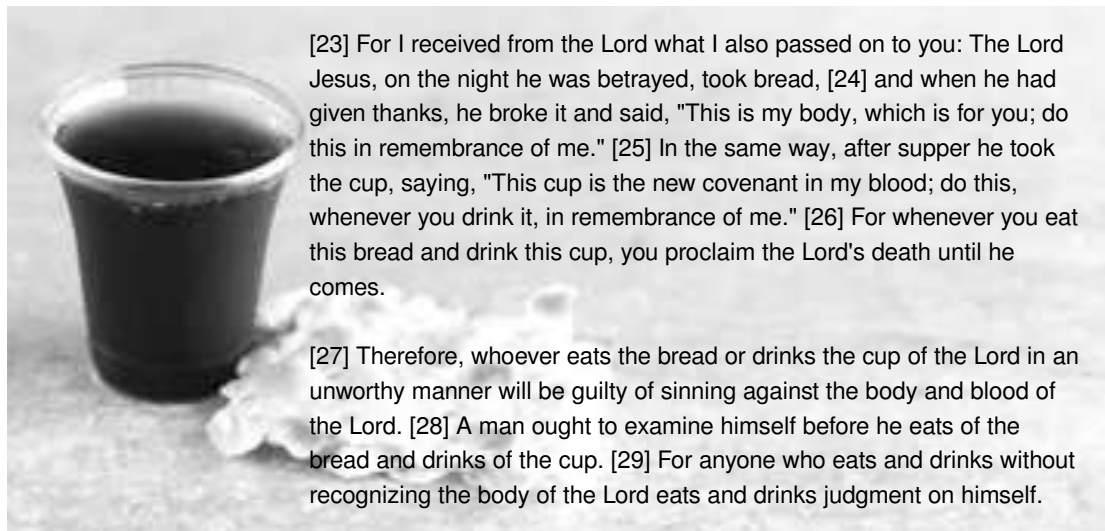 [23] For I received from the Lord what I also passed on to you: The Lord
Jesus, on the night he was betrayed, took bread, [24] and when he had
given thanks, he broke it and said, "This is my body, which is for you; do
this in remembrance of me." [25] In the same way, after supper he took
the cup, saying, "This cup is the new covenant in my blood; do this,
whenever you drink it, in remembrance of me." [26] For whenever you eat
this bread and drink this cup, you proclaim the Lord's death until he
comes.
[27] Therefore, whoever eats the bread or drinks the cup of the Lord in an
unworthy manner will be guilty of sinning against the body and blood of
the Lord. [28] A man ought to examine himself before he eats of the
bread and drinks of the cup. [29] For anyone who eats and drinks without
recognizing the body of the Lord eats and drinks judgment on himself.